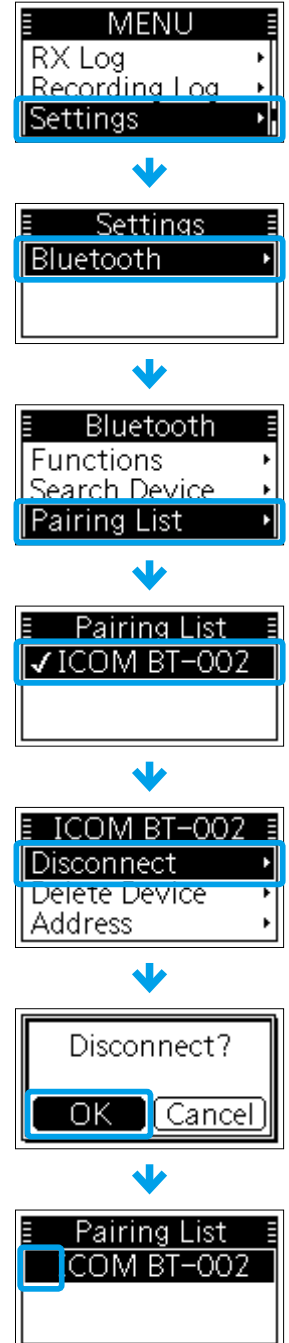 MENU
RX Log
Recording Log
Settings
Settings
Bluetooth
Bluetooth
Functions
Search Device
Pairing List
Pairing List
✓ICOM BT-002
ICOM BT-002
Disconnect
Delete Device
Address
Disconnect?
OK Cancel
Pairing List
COM BT-002